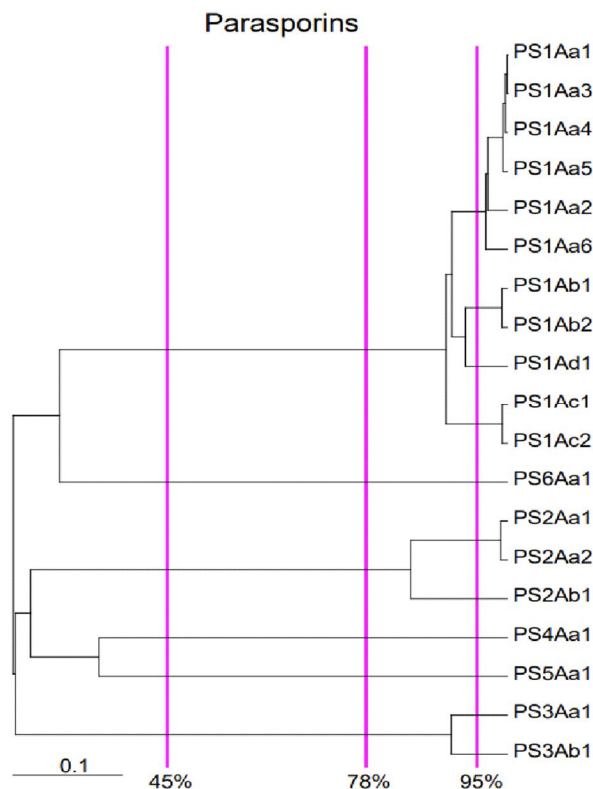 Parasporins
PS1Aa1
PS1Aa3
PS1Aa4
PS1Aa5
PS1Aa2
PS1Aa6
PS1Ab1
PS1Ab2
PS1Ad1
PS1Ac1
PS1Ac2
PS6Aa1
PS2Aa1
PS2Aa2
PS2Ab1
PS4Aa1
PS5Aa1
PS3Aa1
PS3Ab1
0.1
45% 78% 95%